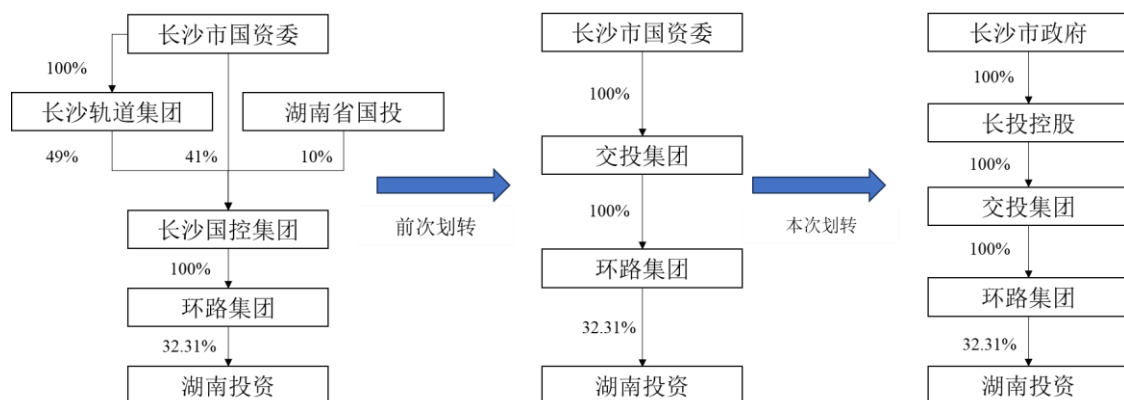 长沙市国资委
100%
长沙轨道集团
湖南省国投
49%
41%
10%
长沙国控集团
100%
环路集团
32.31%
湖南投资
前次划转
长沙市国资委
100%
交投集团
100%
环路集团
32.31%
湖南投资
本次划转
长沙市政府
100%
长投控股
100%
交投集团
100%
环路集团
32.31%
湖南投资